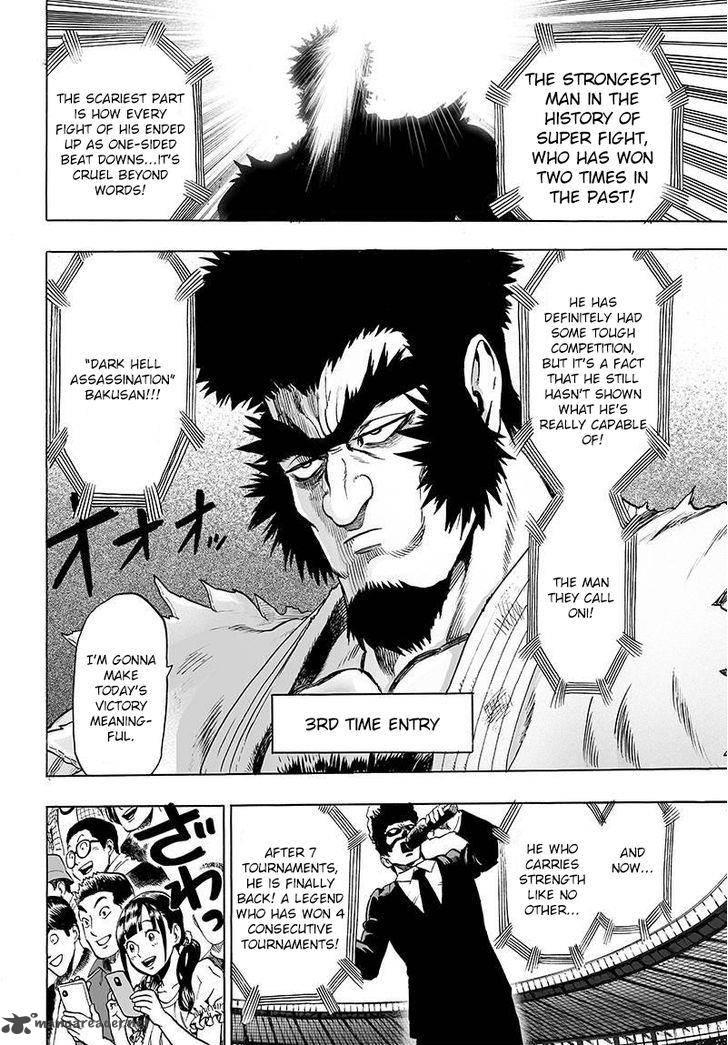 THE STRONGEST
MAN IN THE
HISTORY OF
SUPER FIGHT,
WHO HAS WON
TWO TIMES IN
THE PAST!
THE SCARIEST PART
IS HOW EVERY
FIGHT OF HIS ENDED
UP AS ONE-SIDED
BEAT DOWNS...IT'S
CRUEL BEYOND
WORDS!
HE HAS
DEFINITELY HAD
SOME TOUGH
COMPETITION,
BUT IT'S A FACT
THAT HE STILL
HASN'T SHOWN
WHAT HE'S
REALLY CAPABLE
OF!
THE MAN
THEY CALL
ONI!
"DARK HELL
ASSASSINATION"
BAKUSAN!!!
オオオッ
I'M GONNA
MAKE
TODAY'S
VICTORY
MEANING-
FUL.
3RD TIME ENTRY
AND
NOW...
HE WHO
CARRIES
STRENGTH
LIKE NO
OTHER...
AFTER 7
TOURNAMENTS,
HE IS FINALLY
BACK! A LEGEND
WHO HAS WON 4
CONSECUTIVE
TOURNAMENTS!
ざわっ
mangareader.net